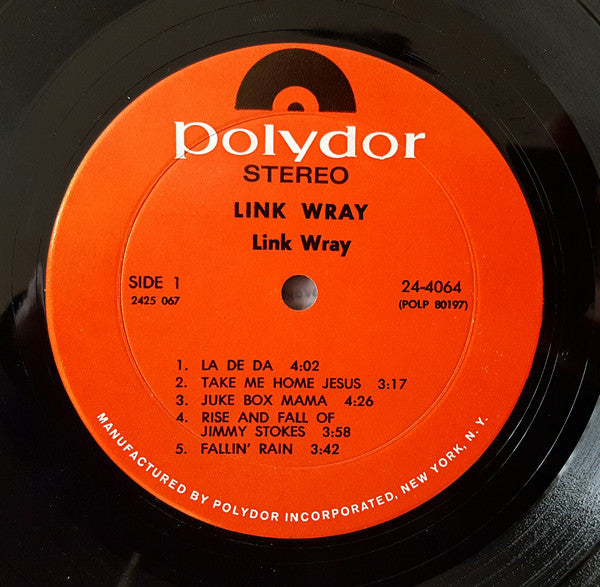 polydor
STEREO
LINK WRAY
Link Wray
SIDE 1
2425 067
24-4064
(POLP 80197)
1. LA DE DA 4:02
2. TAKE ME HOME JESUS 3:17
3. JUKE BOX MAMA 4:26
4. RISE AND FALL OF
JIMMY STOKES 3:58
5. FALLIN' RAIN 3:42
MANUFACTURED BY POLYDOR INCORPORATED, NEW YORK, N.Y.